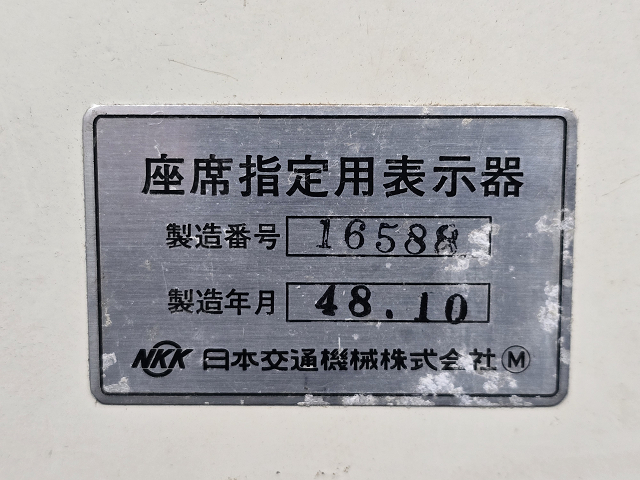 座席指定用表示器
製造番号 16588
製造年月 48.10
NKK 日本交通機械株式会社 M